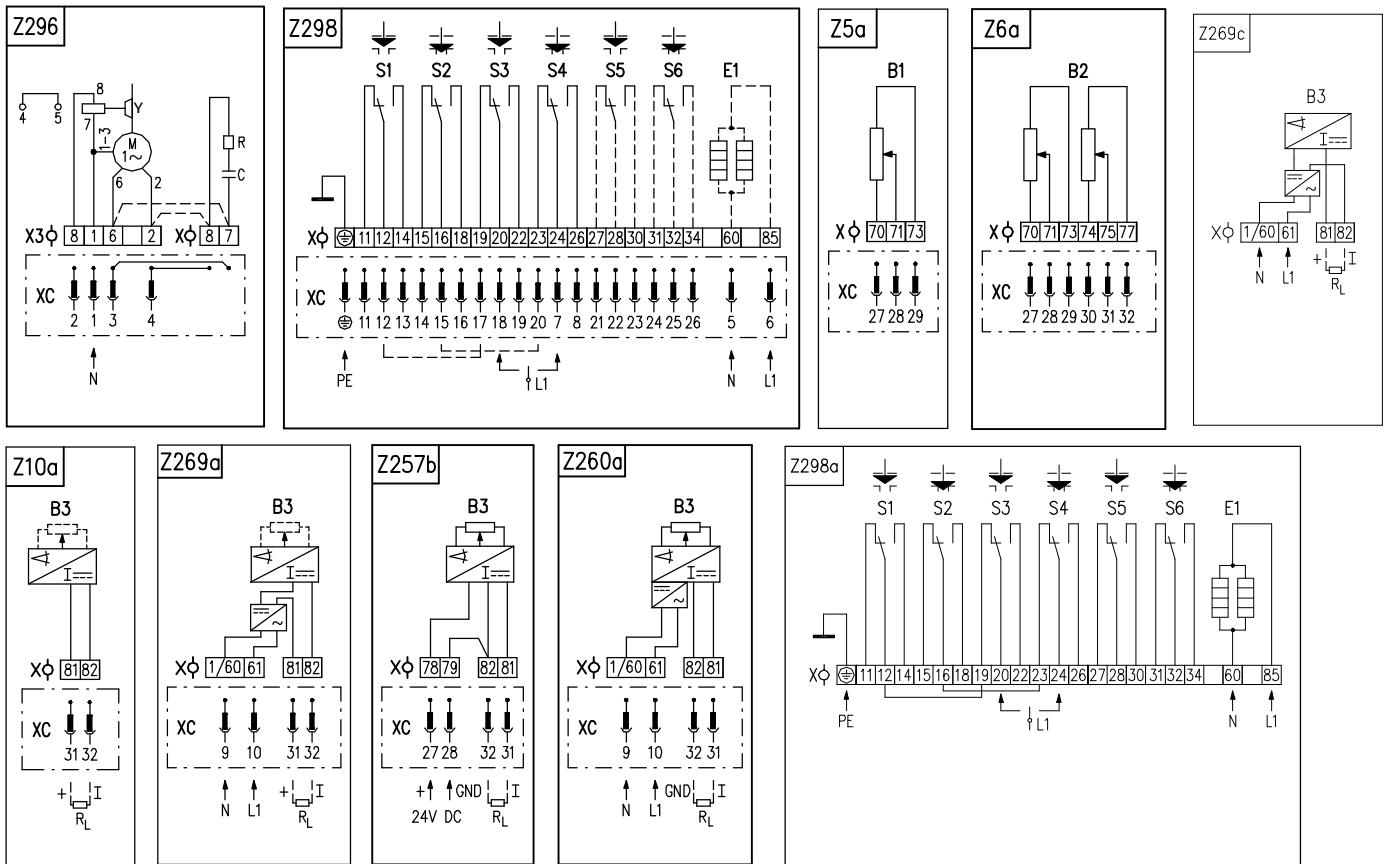 Z296
8
4 5
7
Y
1-3
M
1~
6 2
R
C
X3 8 1 6 2 X 8 7
XC
2 1 3 4
N
Z298
S1 S2 S3 S4 S5 S6 E1
X 11 12 14 15 16 18 19 20 22 23 24 26 27 28 30 31 32 34 60 85
XC
11 12 13 14 15 16 17 18 19 20 7 8 21 22 23 24 25 26 5 6
PE L1 N L1
Z5a
B1
X 70 71 73
XC
27 28 29
Z6a
B2
X 70 71 73 74 75 77
XC
27 28 29 30 31 32
Z269c
B3
I
~
X 1/60 61 81 82
N L1 + I
RL
Z10a
B3
I
X 81 82
XC
31 32
+ I
RL
Z269a
B3
I
~
X 1/60 61 81 82
XC
9 10 31 32
N L1 + I
RL
Z257b
B3
I
X 78 79 82 81
XC
27 28 32 31
+ GND I
24V DC RL
Z260a
B3
I
~
X 1/60 61 82 81
XC
9 10 32 31
N L1 GND I
RL
Z298a
S1 S2 S3 S4 S5 S6 E1
X 11 12 14 15 16 18 19 20 22 23 24 26 27 28 30 31 32 34 60 85
PE L1 N L1